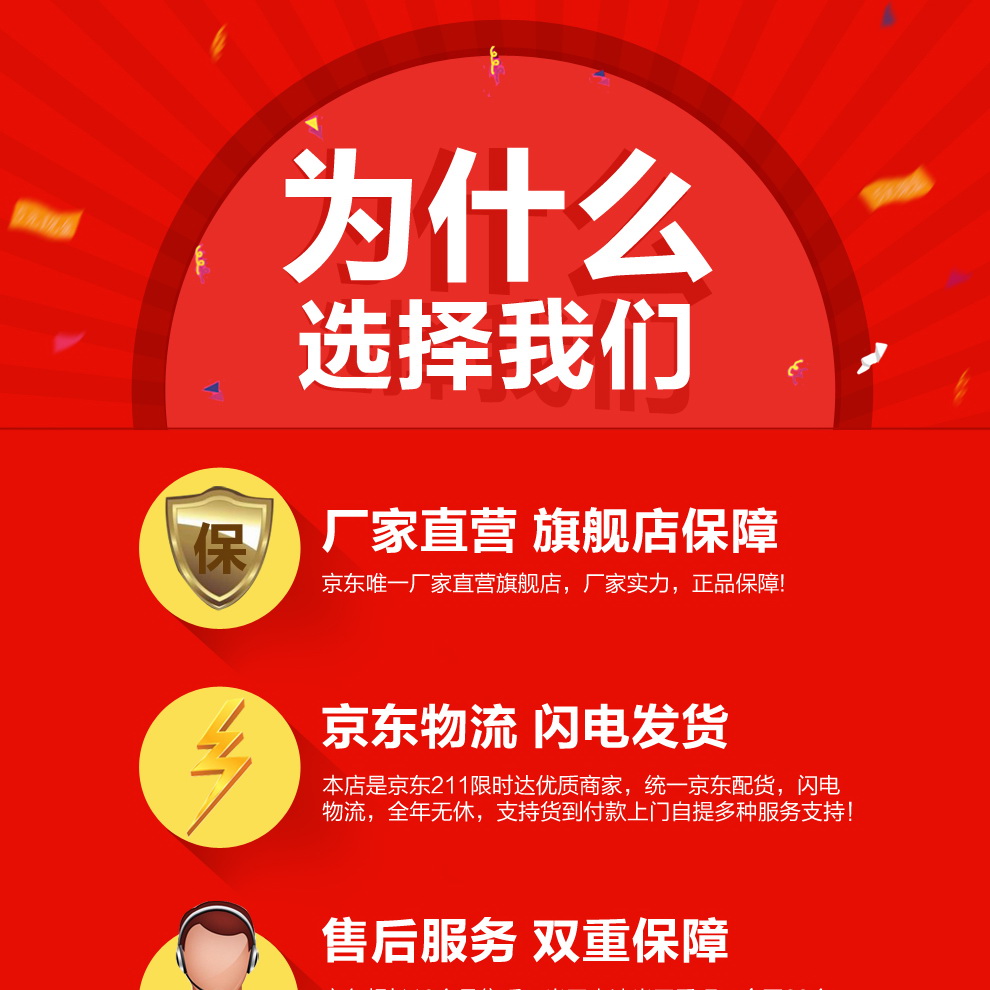 为什么
选择我们
保
厂家直营 旗舰店保障
京东唯一厂家直营旗舰店，厂家实力，正品保障!
京东物流 闪电发货
本店是京东211限时达优质商家，统一京东配货，闪电
物流，全年无休，支持货到付款上门自提多种服务支持！
售后服务 双重保障